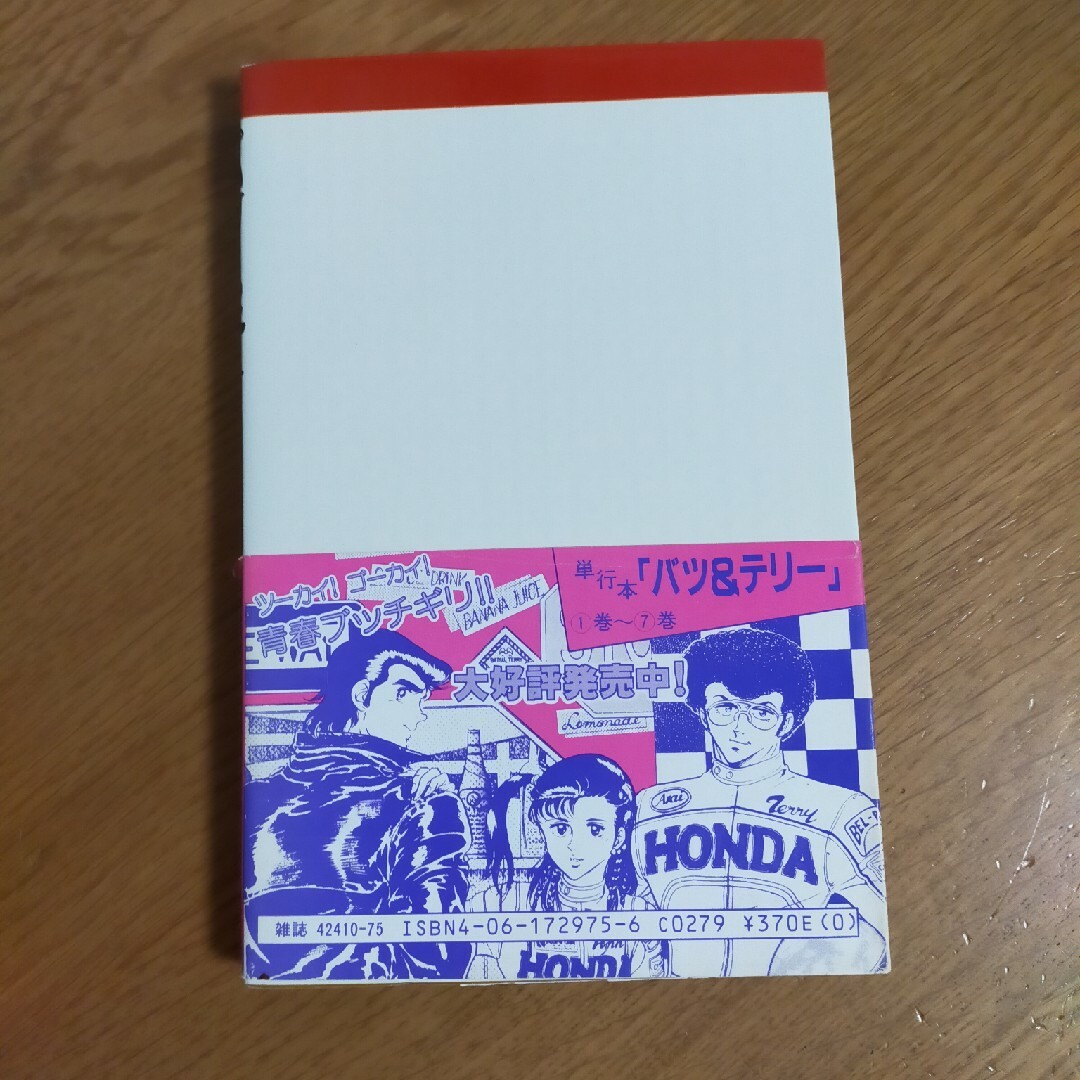 ツーカイ! ゴーカイ!
青春ブッチギリ!!
DRINK
BANANA JUICE
単行本「バツ&テリー」
①巻~⑦巻
大好評発売中!
Lemonade
Arai
Terry
HONDA
BEL-R
HONDA
雑誌 42410-75 ISBN4-06-172975-6 C0279 ¥370E(0)